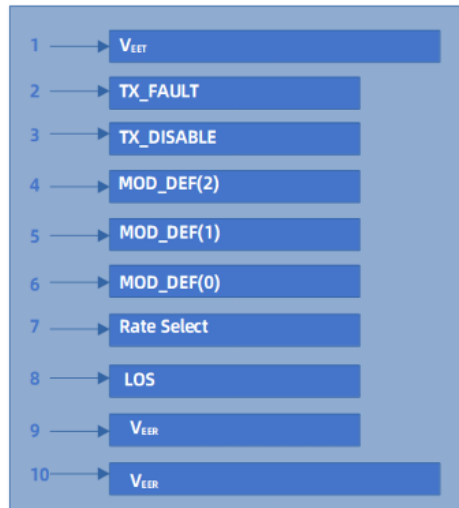 1 VEET
2 TX_FAULT
3 TX_DISABLE
4 MOD_DEF(2)
5 MOD_DEF(1)
6 MOD_DEF(0)
7 Rate Select
8 LOS
9 VEER
10 VEER